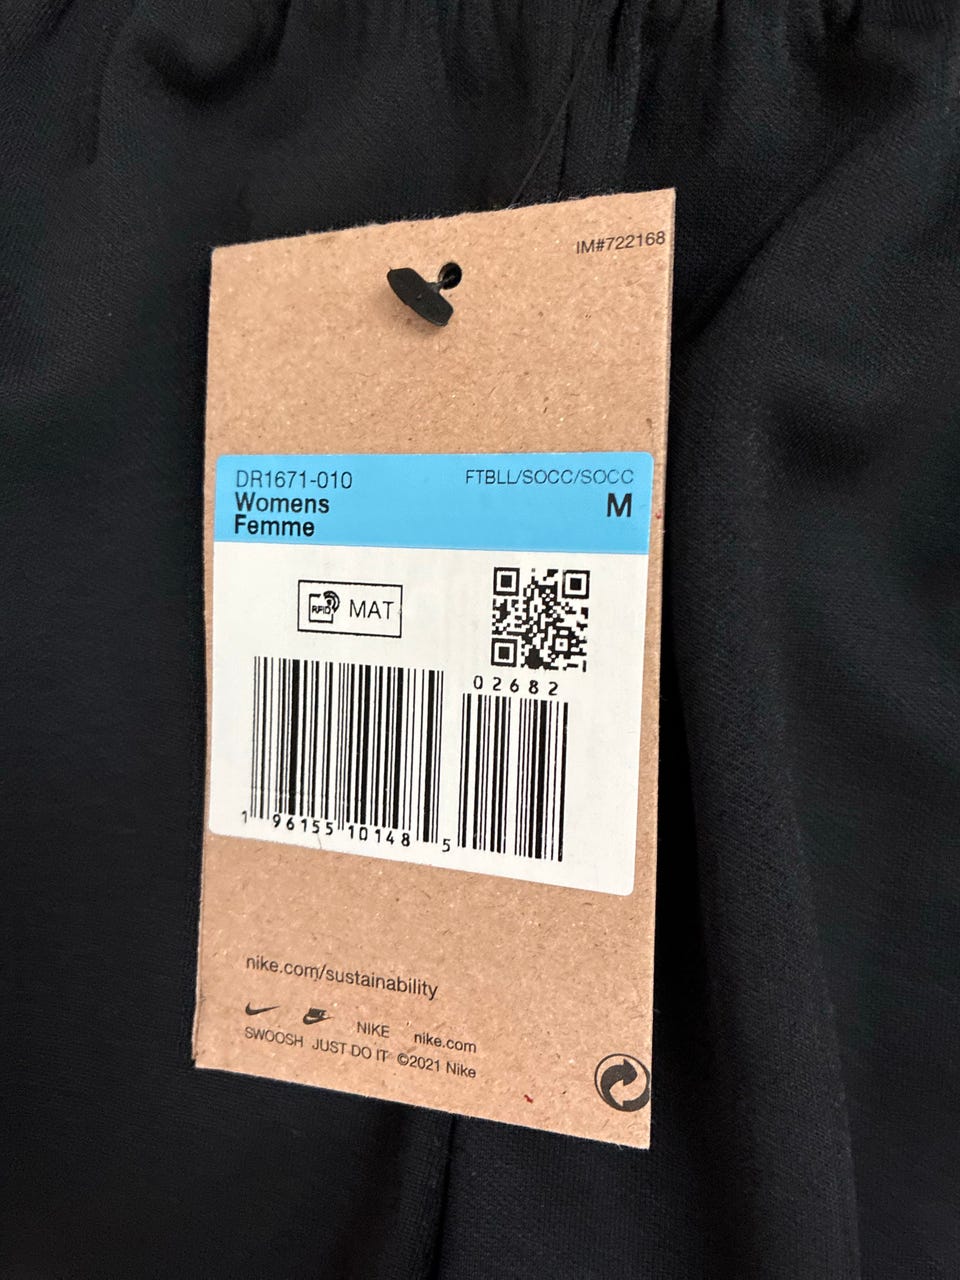 IM#722168
DR1671-010 FTBLL/SOCC/SOCC
Womens M
Femme
RFID MAT
02682
1 96155 10148 5
nike.com/sustainability
NIKE nike.com
SWOOSH JUST DO IT ©2021 Nike